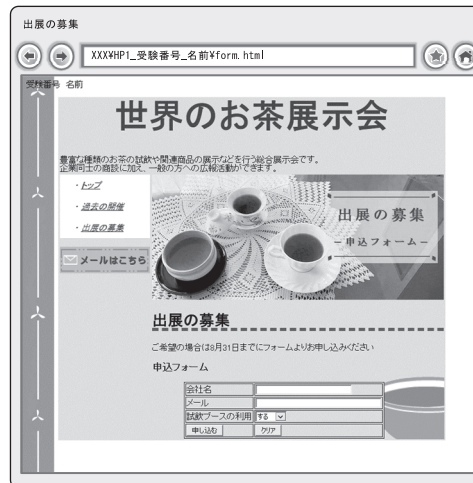 出展の募集
XXX¥HP1_受験番号_名前¥form.html
受験番号 名前
世界のお茶展示会
豊富な種類のお茶の試飲や関連商品の展示などを行う総合展示会です。
企業同士の商談に加え、一般の方への広報活動ができます。
・トップ
・過去の開催
・出展の募集
メールはこちら
出展の募集
－申込フォーム－
出展の募集
ご希望の場合は8月31日までにフォームよりお申し込みください
申込フォーム
会社名
メール
試飲ブースの利用 する
申し込む クリア